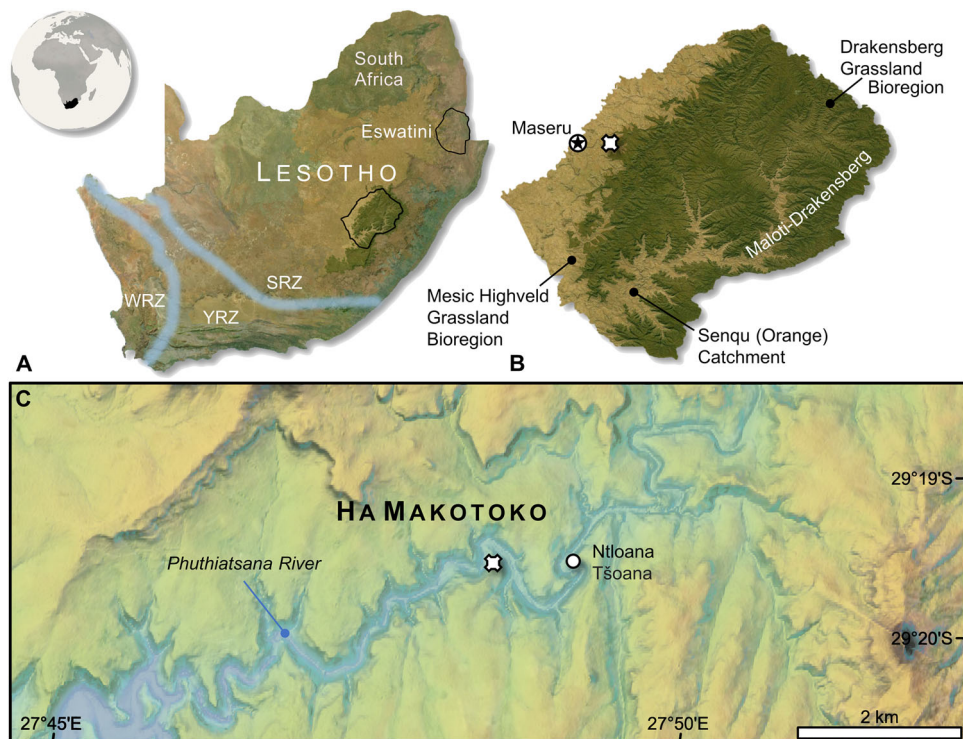 South
Africa
Eswatini
LESOTHO
SRZ
WRZ
YRZ
A
Drakensberg
Grassland
Bioregion
Maseru
Maloti-Drakensberg
Mesic Highveld
Grassland
Bioregion
Senqu (Orange)
Catchment
B
C
29°19'S
HA MAKOTOKO
Ntloana
Tšoana
Phuthiatsana River
29°20'S
27°45'E
27°50'E
2 km